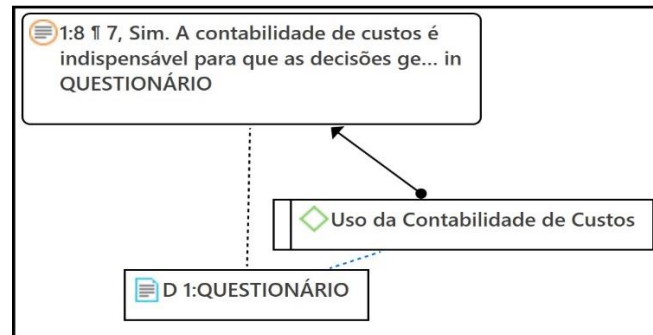 1:8 ¶ 7, Sim. A contabilidade de custos é
indispensável para que as decisões ge... in
QUESTIONÁRIO
Uso da Contabilidade de Custos
D 1:QUESTIONÁRIO